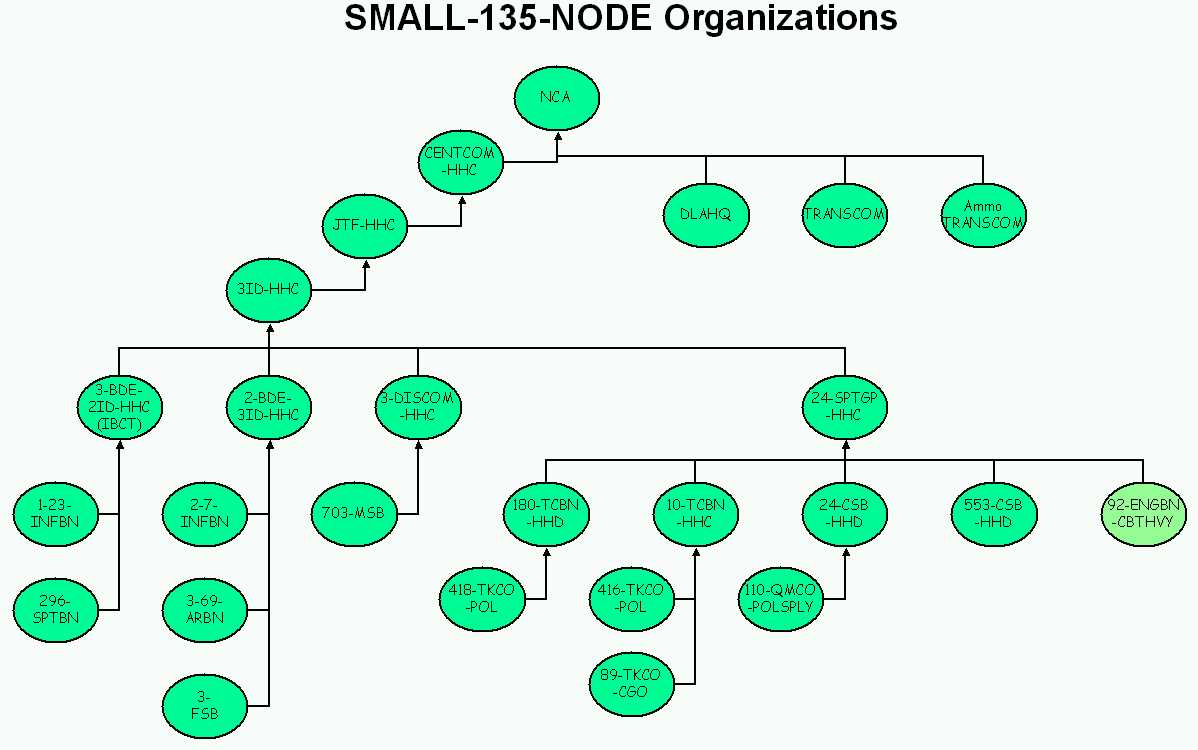 SMALL-135-NODE Organizations
NCA
CENTCOM
-HHC
DLAHQ
TRANSCOM
Ammo
TRANSCOM
JTF-HHC
3ID-HHC
3-BDE-
2ID-HHC
(IBCT)
2-BDE-
3ID-HHC
3-DISCOM
-HHC
24-SPTGP
-HHC
1-23-
INFBN
2-7-
INFBN
703-MSB
180-TCBN
-HHD
10-TCBN
-HHC
24-CSB
-HHD
553-CSB
-HHD
92-ENGBN
-CBTHVY
296-
SPTBN
3-69-
ARBN
418-TKCO
-POL
416-TKCO
-POL
110-QMCO
-POLSPLY
3-
FSB
89-TKCO
-CGO